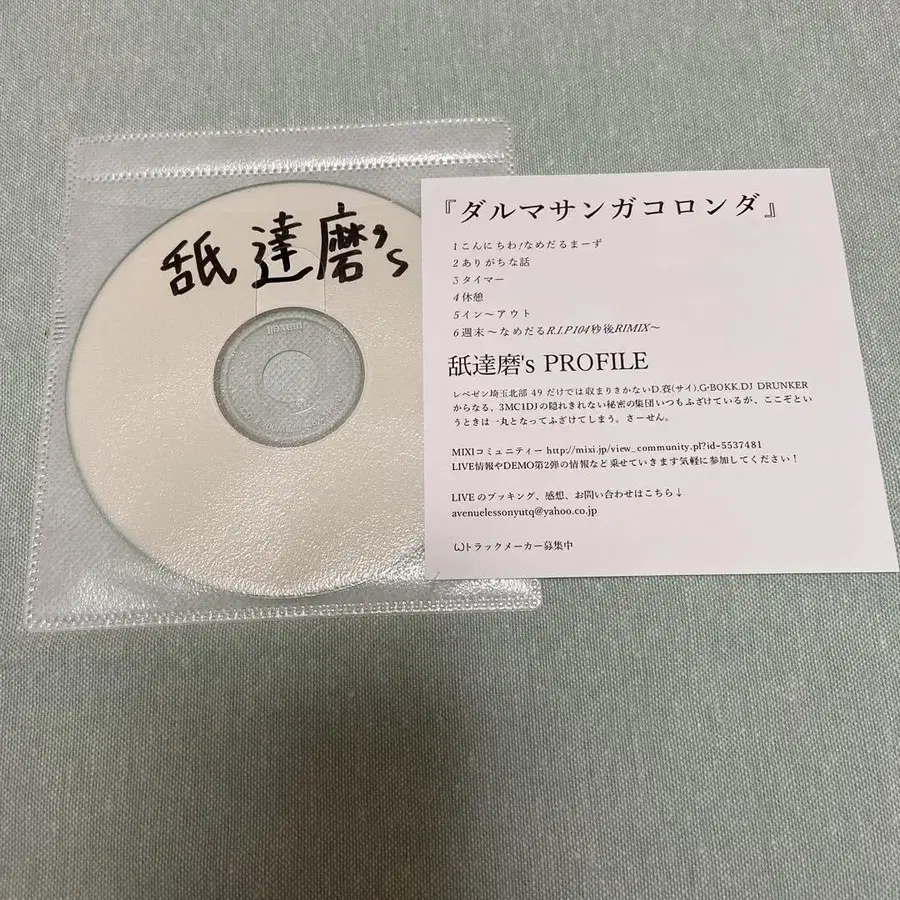 舐達磨's
maxell
『ダルマサンガコロンダ』
1こんにちわ!なめだるまーず
2ありがちな話
3タイマー
4休憩
5イン〜アウト
6週末〜なめだるR.I.P104秒後RIMIX〜
舐達磨's PROFILE
レペゼン埼玉北部 49 だけでは収まりきかないD.賽(サイ).G・BOKK.DJ DRUNKER
からなる、3MC1DJの隠れきれない秘密の集団いつもふざけているが、ここぞとい
うときは一丸となってふざけてしまう。さーせん。
MIXIコミュニティー http://mixi.jp/view_community.pl?id=5537481
LIVE情報やDEMO第2弾の情報など乗せていきます気軽に参加してください!
LIVE のブッキング、感想、お問い合わせはこちら↓
avenuelessonyutq@yahoo.co.jp
ωトラックメーカー募集中